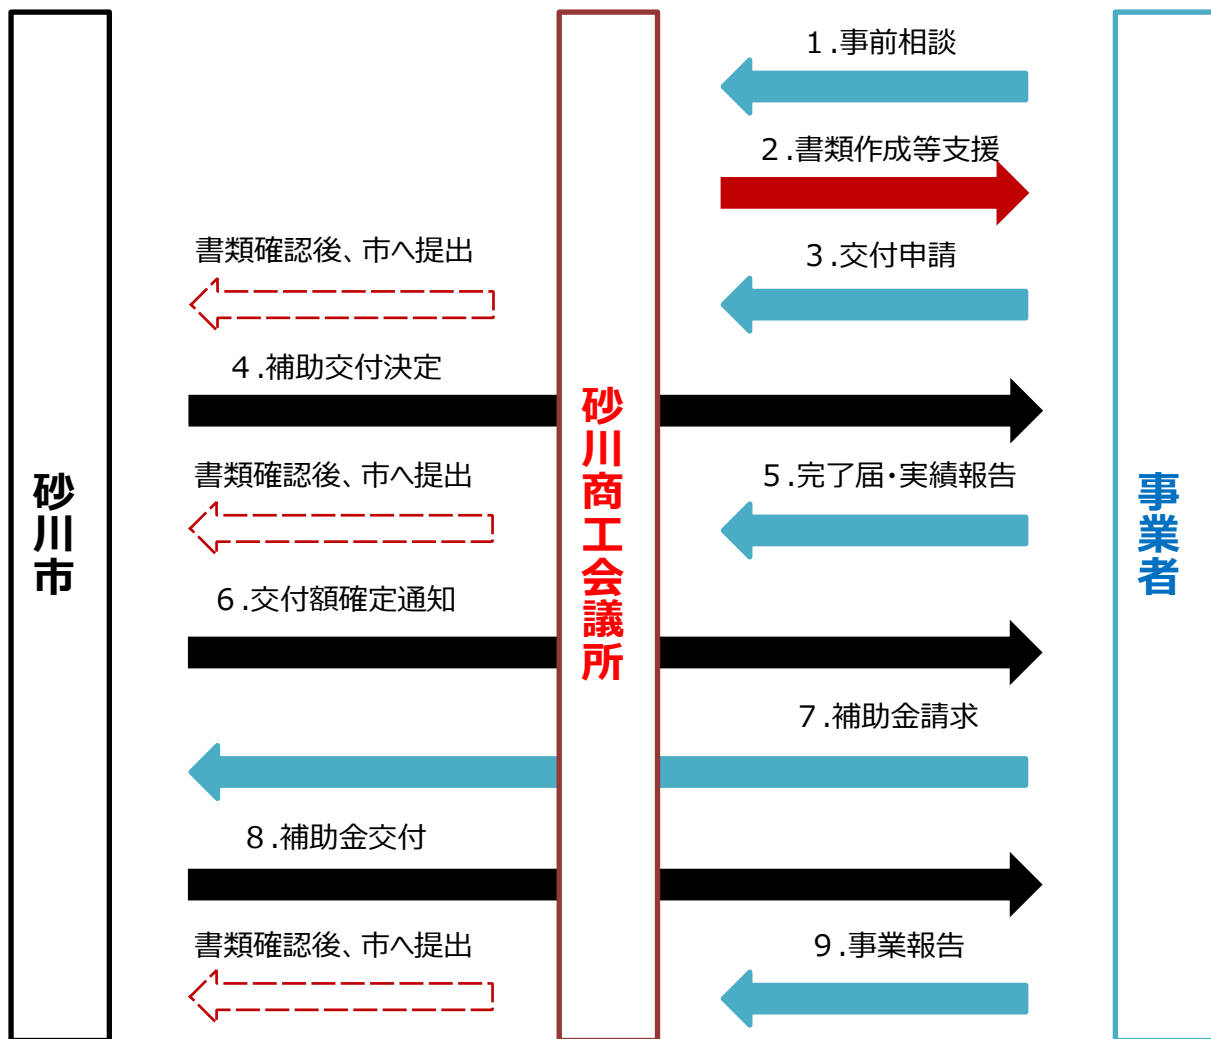 １.事前相談
２.書類作成等支援
書類確認後、市へ提出
３.交付申請
４.補助交付決定
書類確認後、市へ提出
５.完了届・実績報告
６.交付額確定通知
７.補助金請求
８.補助金交付
書類確認後、市へ提出
９.事業報告
砂川市
砂川商工会議所
事業者